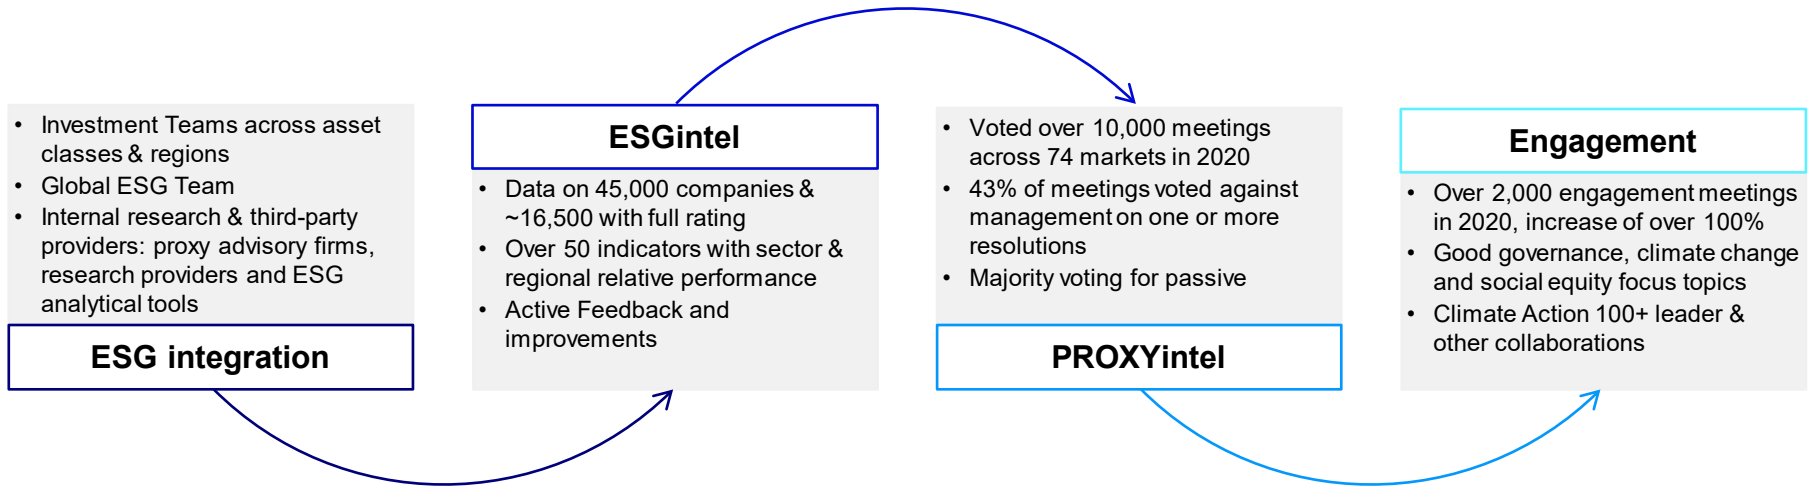 • Investment Teams across asset
classes & regions
• Global ESG Team
• Internal research & third-party
providers: proxy advisory firms,
research providers and ESG
analytical tools
ESG integration
ESGintel
• Data on 45,000 companies &
~16,500 with full rating
• Over 50 indicators with sector &
regional relative performance
• Active Feedback and
improvements
• Voted over 10,000 meetings
across 74 markets in 2020
• 43% of meetings voted against
management on one or more
resolutions
• Majority voting for passive
PROXYintel
Engagement
• Over 2,000 engagement meetings
in 2020, increase of over 100%
• Good governance, climate change
and social equity focus topics
• Climate Action 100+ leader &
other collaborations